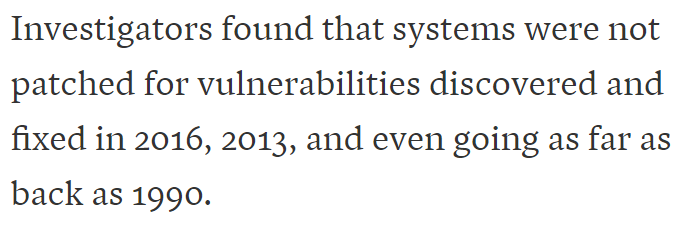 Investigators found that systems were not
patched for vulnerabilities discovered and
fixed in 2016, 2013, and even going as far as
back as 1990.